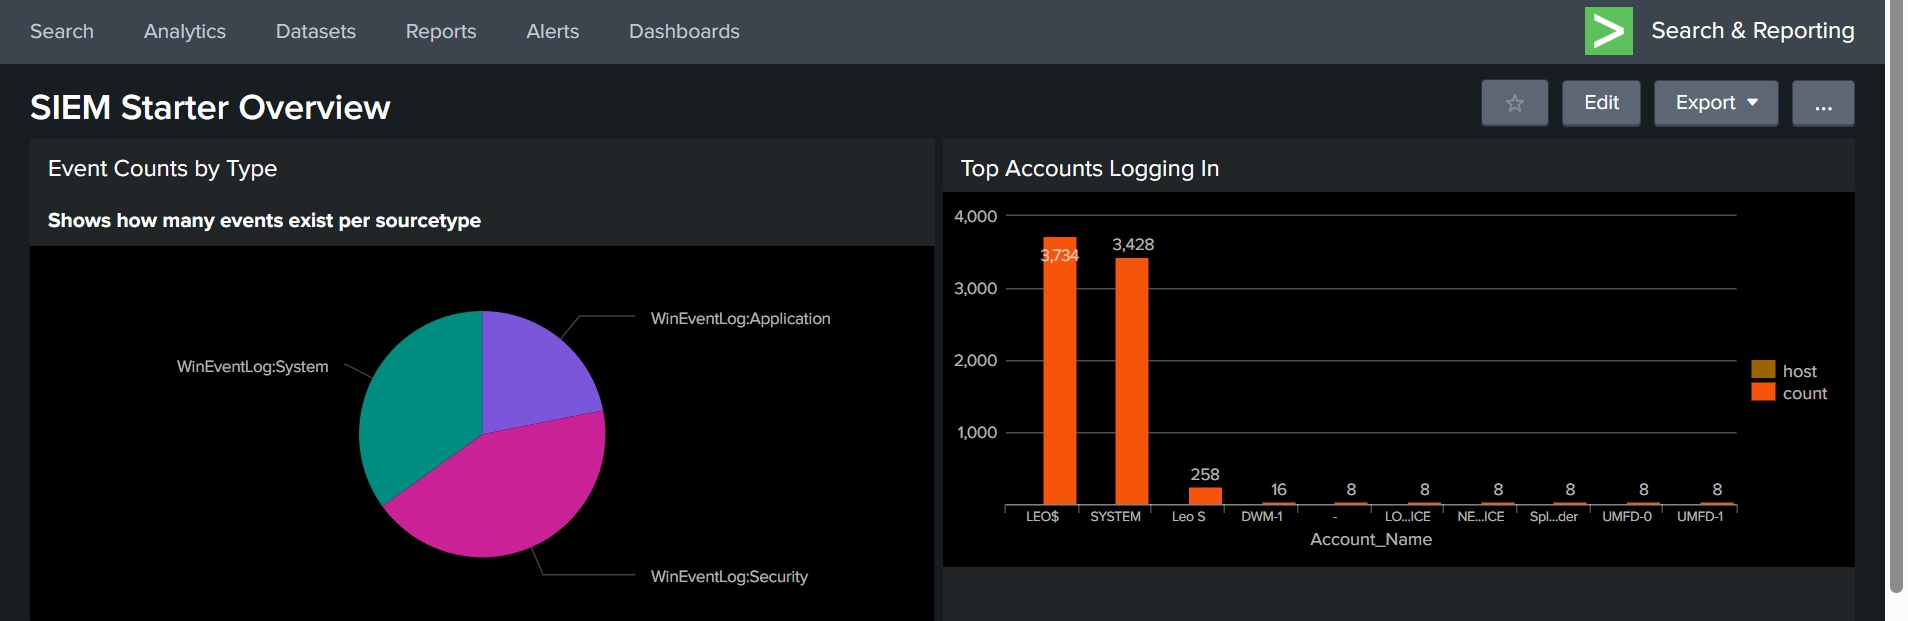 Search Analytics Datasets Reports Alerts Dashboards Search & Reporting
SIEM Starter Overview
Edit Export ...
Event Counts by Type
Shows how many events exist per sourcetype
WinEventLog:Application
WinEventLog:System
WinEventLog:Security
Top Accounts Logging In
4,000
3,000
2,000
1,000
3,734
3,428
258
16
8
8
8
8
8
8
LEO$ SYSTEM Leo S DWM-1 - LO...ICE NE...ICE Spl...der UMFD-0 UMFD-1
Account_Name
host
count